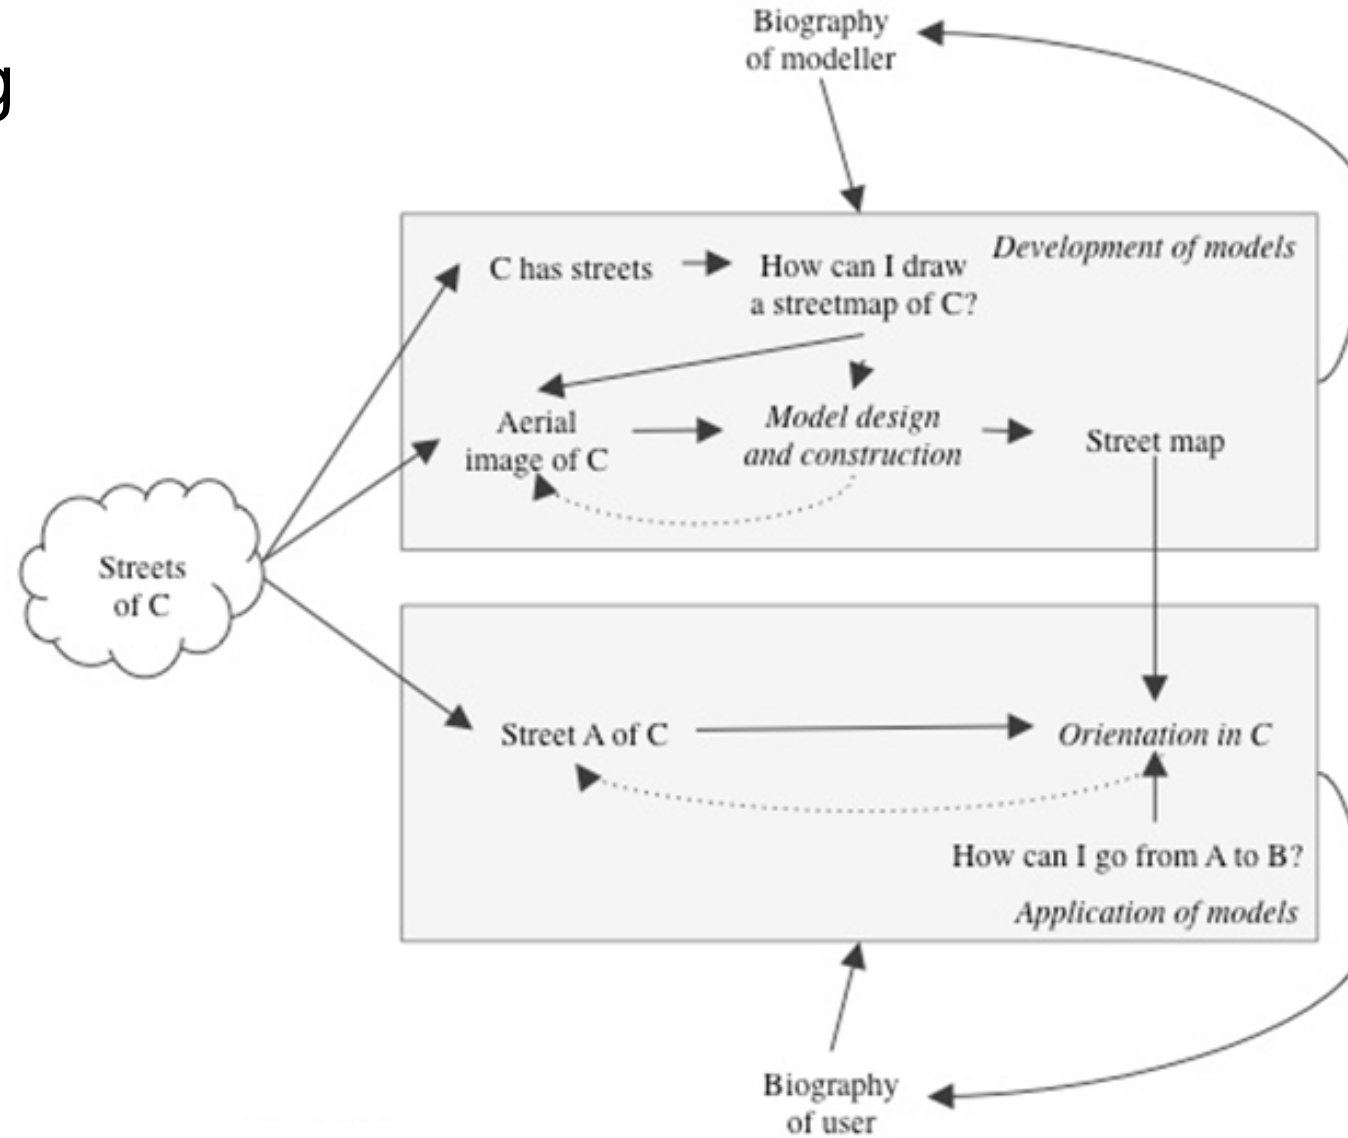 g
Biography
of modeller
Development of models
C has streets
How can I draw
a streetmap of C?
Aerial
image of C
Model design
and construction
Street map
Streets
of C
Street A of C
Orientation in C
How can I go from A to B?
Application of models
Biography
of user